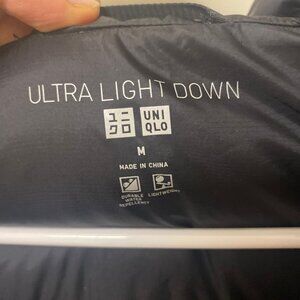 ULTRA LIGHT DOWN
ユニ UNI
クロ QLO
M
MADE IN CHINA
DURABLE LIGHTWEIGHT
WATER
REPELLENCY